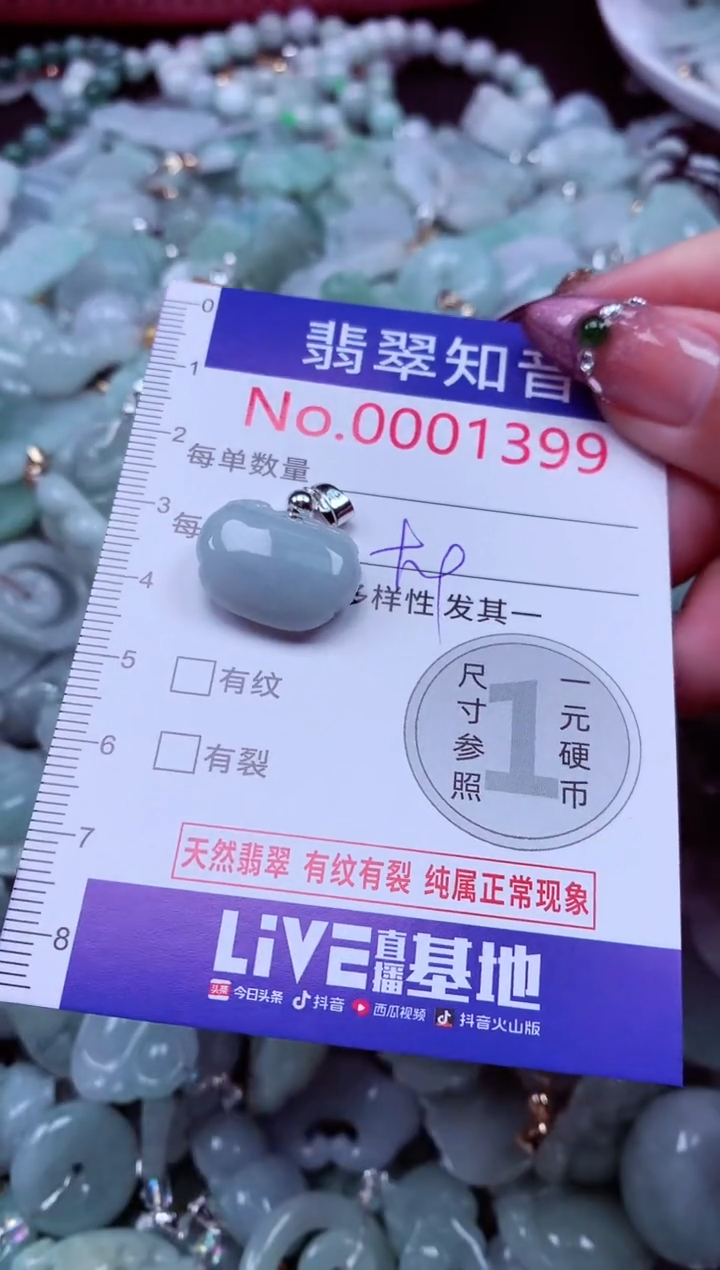 0
翡翠知音
1
No.0001399
2
每单数量
3
每
4
多样性 发其一
5
有纹
尺寸参照
1
一元硬币
6
有裂
7
天然翡翠 有纹有裂 纯属正常现象
8
LiVE直播基地
头条 今日头条 抖音 西瓜视频 抖音火山版